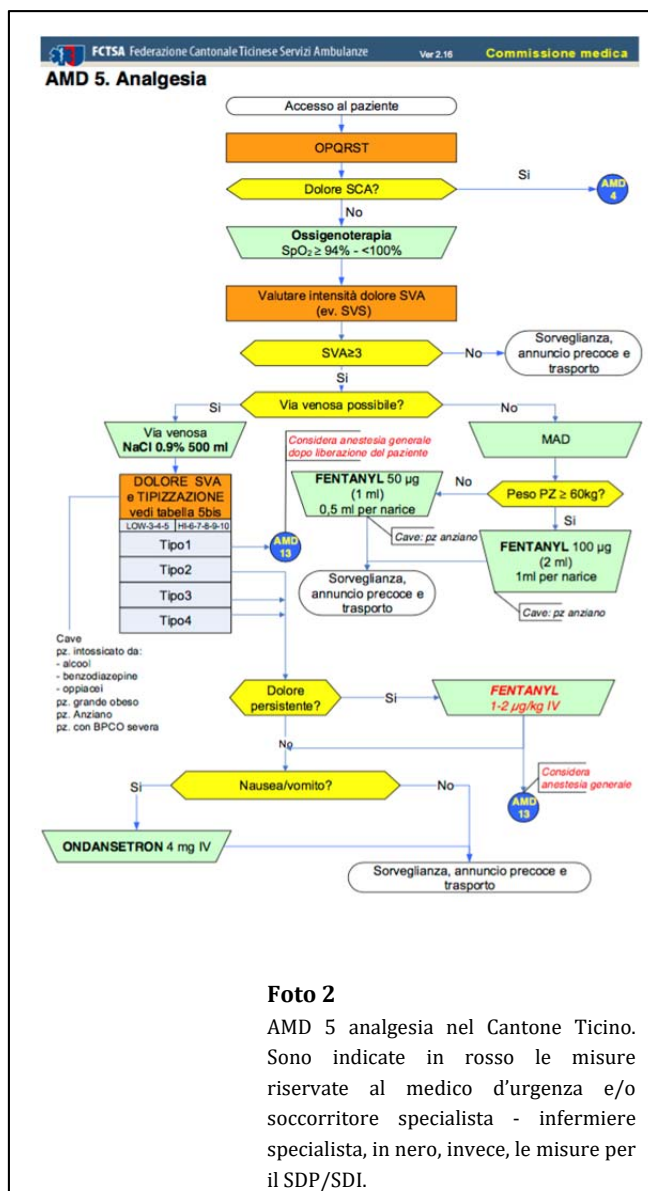 FCTSA Federazione Cantonale Ticinese Servizi Ambulanze Ver 2.16 Commissione medica
AMD 5. Analgesia
Accesso al paziente
OPQRST
Dolore SCA?
Si
AMD
4
No
Ossigenoterapia
SpO₂ ≥ 94% - <100%
Valutare intensità dolore SVA
(ev. SVS)
SVA≥3
No
Sorveglianza,
annuncio precoce e
trasporto
Si
Via venosa possibile?
Si
No
Via venosa
NaCl 0.9% 500 ml
Considera anestesia generale
dopo liberazione del paziente
MAD
DOLORE SVA
e TIPIZZAZIONE
vedi tabella 5bis
LOW-3-4-5 HI-6-7-8-9-10
Tipo1
Tipo2
Tipo3
Tipo4
AMD
13
FENTANYL 50 µg
(1 ml)
0,5 ml per narice
No
Peso PZ ≥ 60kg?
Si
Cave: pz anziano
FENTANYL 100 µg
(2 ml)
1ml per narice
Cave: pz anziano
Sorveglianza,
annuncio precoce e
trasporto
Cave
pz. intossicato da:
- alcool
- benzodiazepine
- oppiacei
pz. grande obeso
pz. Anziano
pz. con BPCO severa
Dolore
persistente?
Si
FENTANYL
1-2 µg/kg IV
No
Considera
anestesia generale
AMD
13
Nausea/vomito?
Si
No
ONDANSETRON 4 mg IV
Sorveglianza, annuncio precoce e
trasporto
Foto 2
AMD 5 analgesia nel Cantone Ticino.
Sono indicate in rosso le misure
riservate al medico d'urgenza e/o
soccorritore specialista - infermiere
specialista, in nero, invece, le misure per
il SDP/SDI.